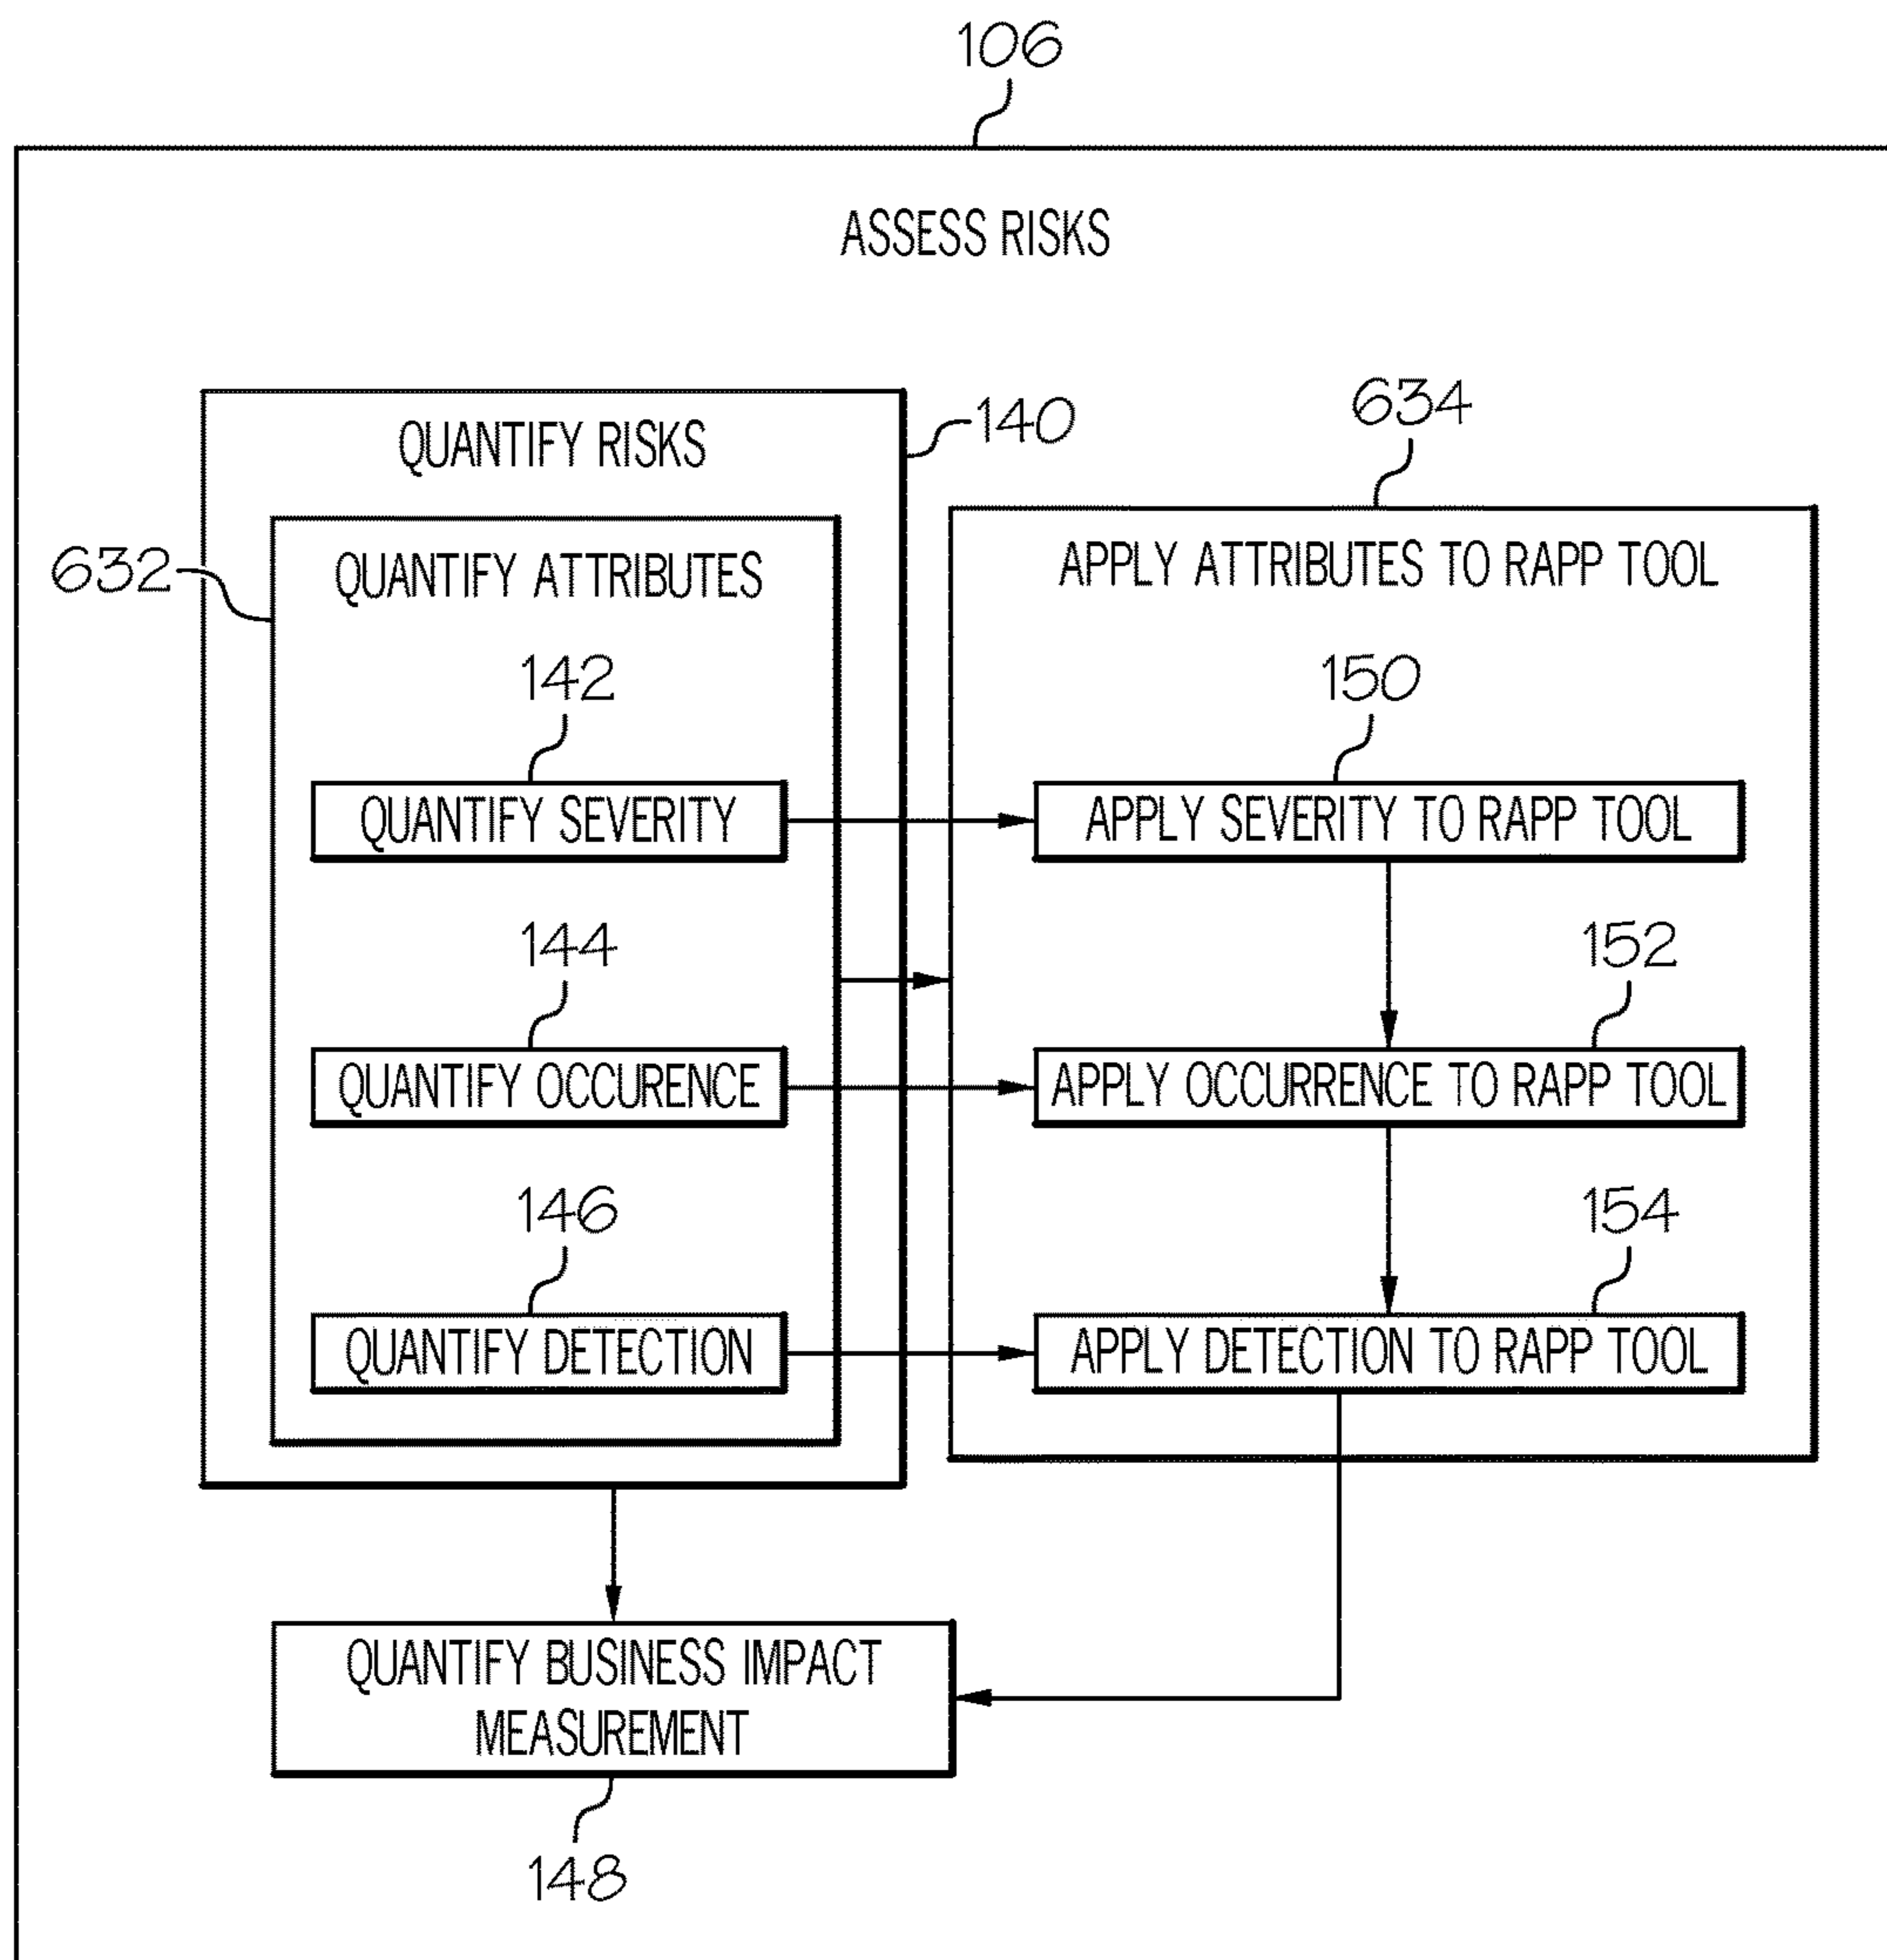 106
ASSESS RISKS
QUANTIFY RISKS
140
634
632
QUANTIFY ATTRIBUTES
APPLY ATTRIBUTES TO RAPP TOOL
142
150
QUANTIFY SEVERITY
APPLY SEVERITY TO RAPP TOOL
144
152
QUANTIFY OCCURENCE
APPLY OCCURRENCE TO RAPP TOOL
146
154
QUANTIFY DETECTION
APPLY DETECTION TO RAPP TOOL
QUANTIFY BUSINESS IMPACT
MEASUREMENT
148